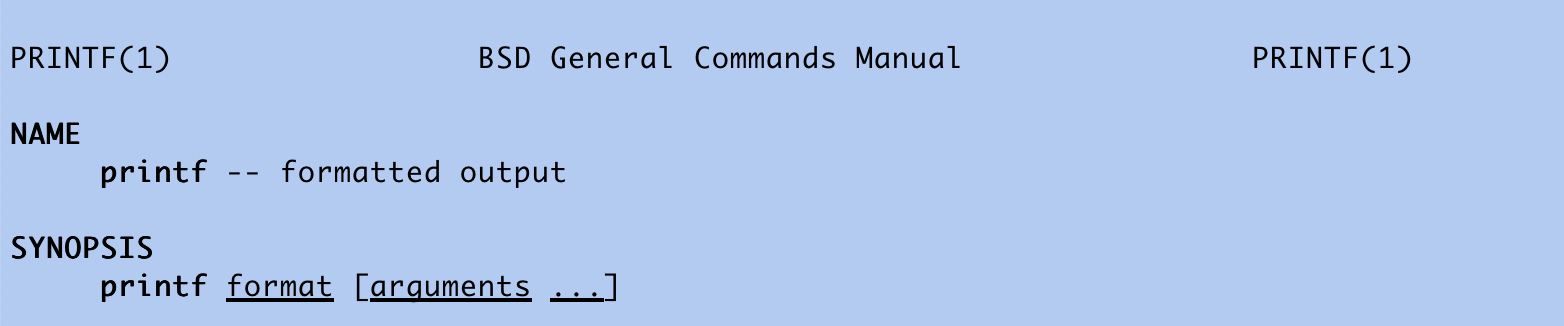 PRINTF(1) BSD General Commands Manual PRINTF(1)
NAME
printf -- formatted output
SYNOPSIS
printf format [arguments ...]